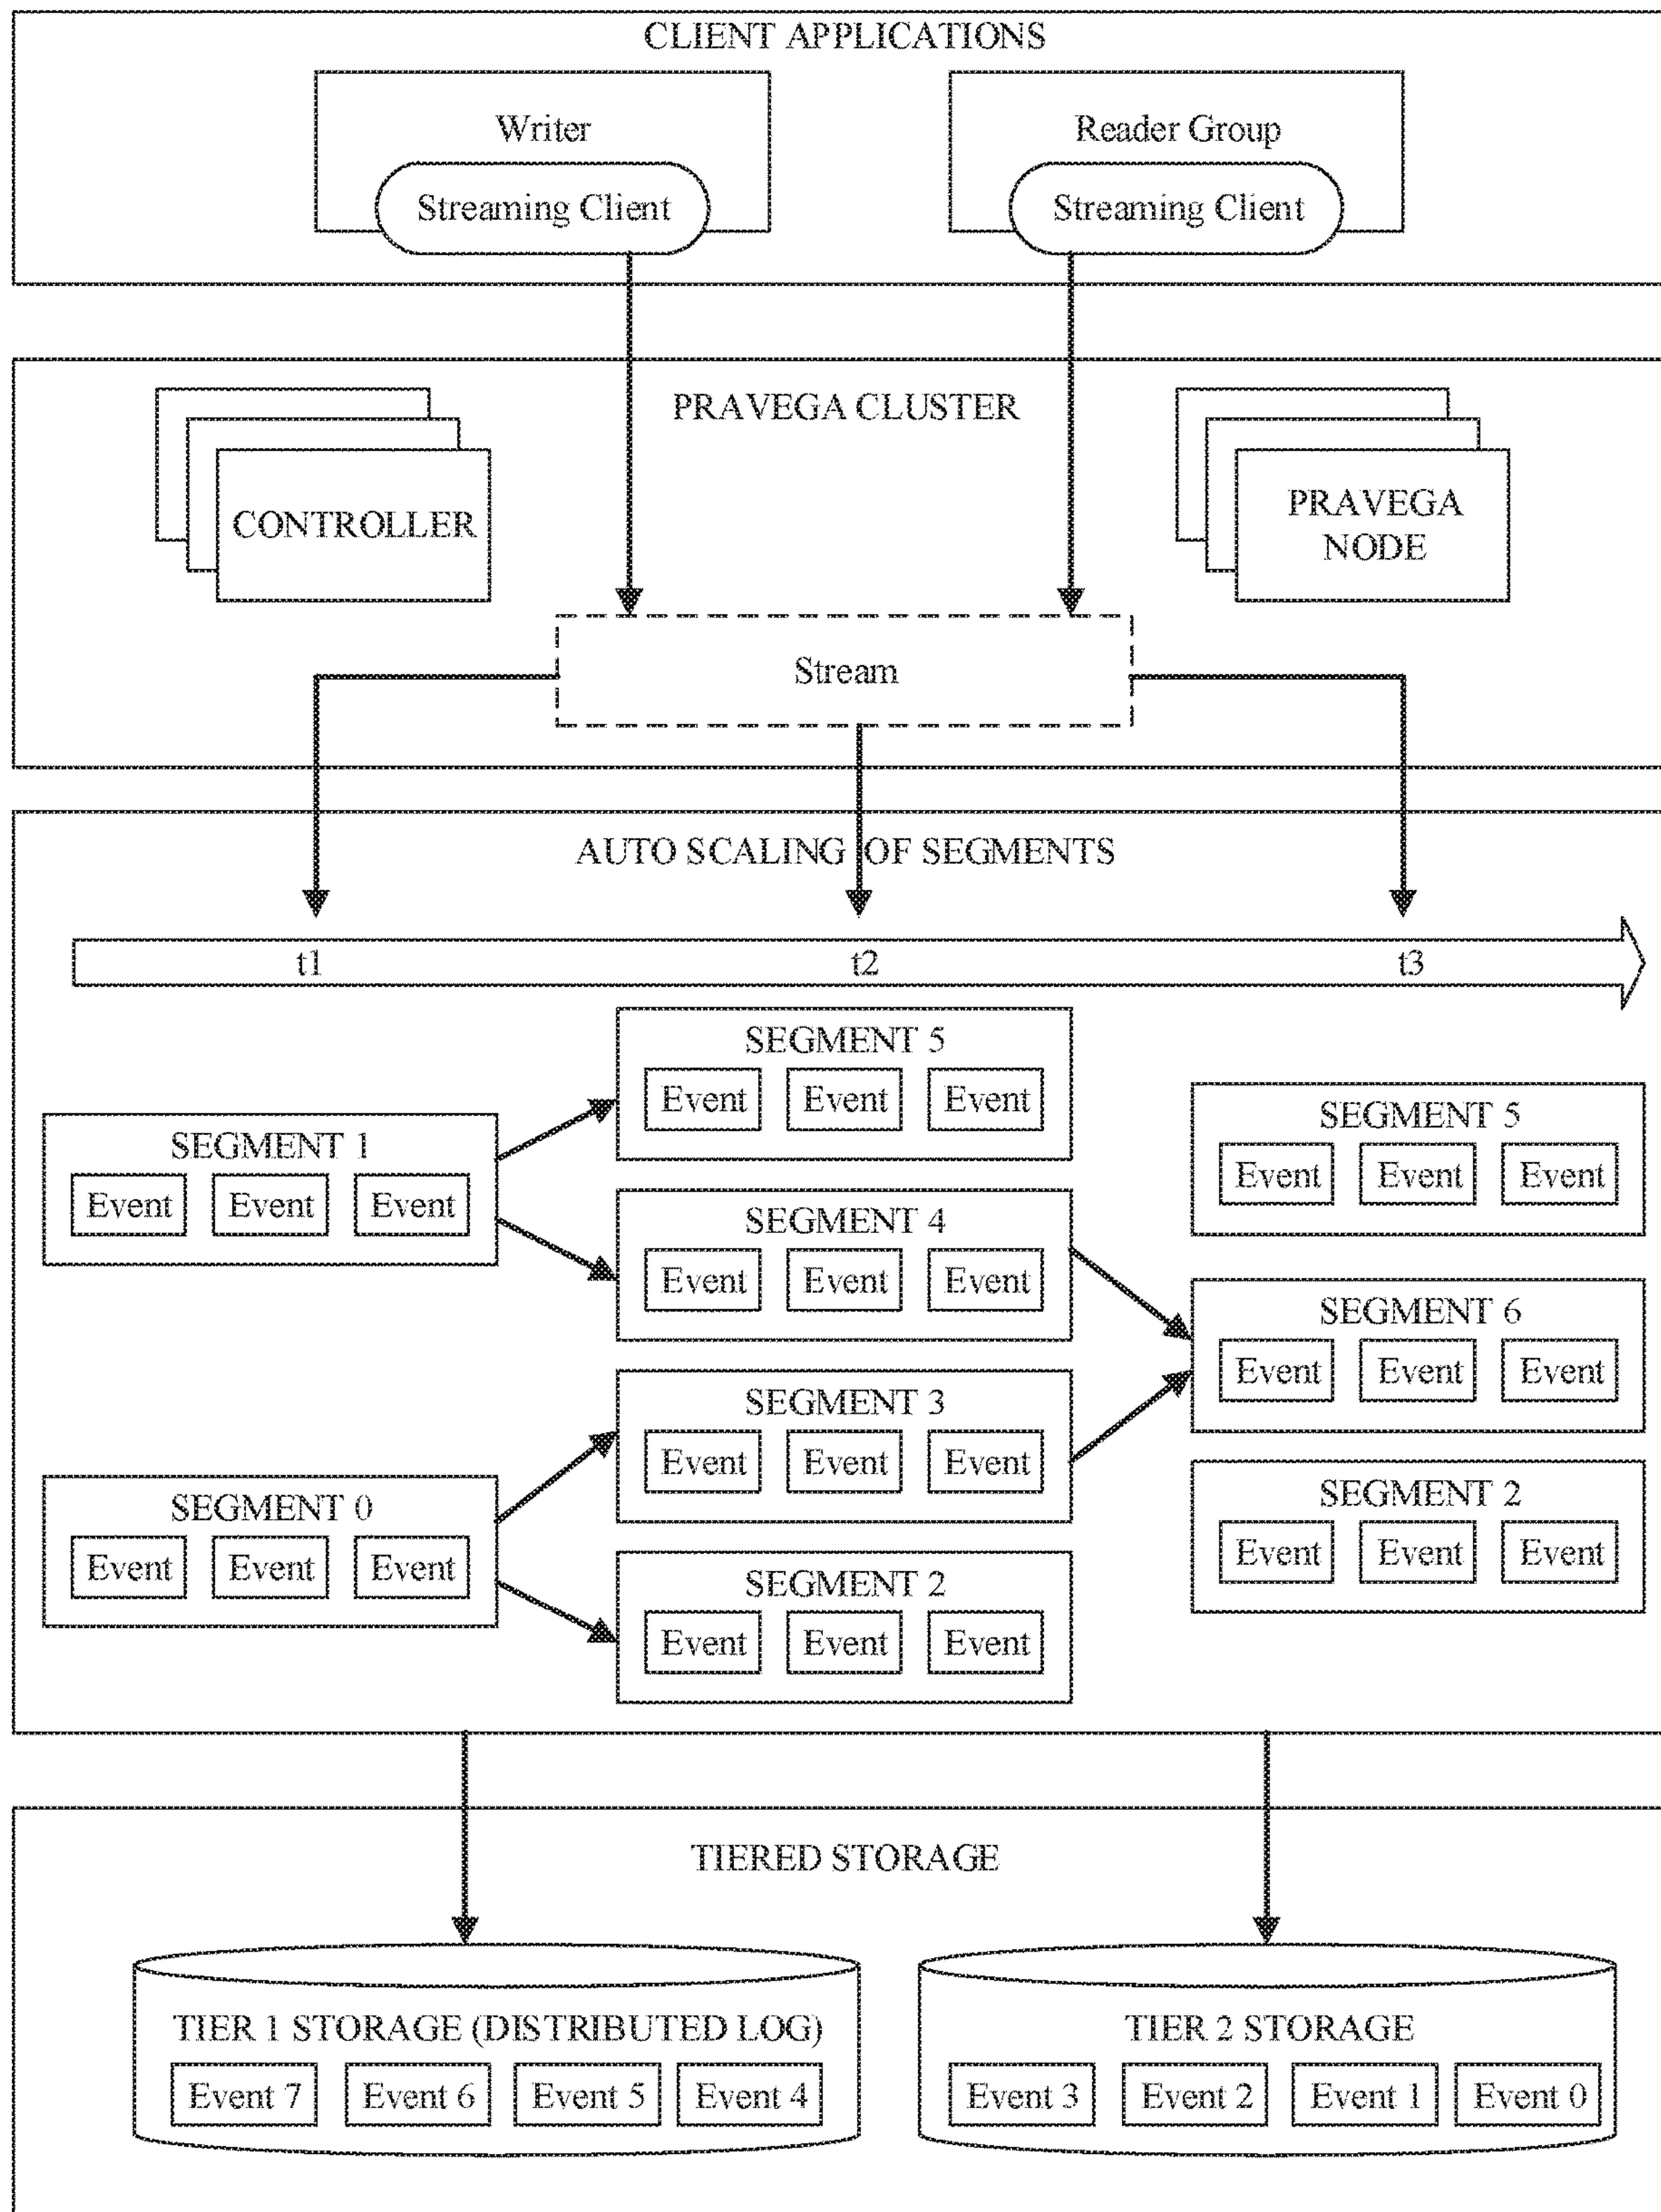 CLIENT APPLICATIONS
Writer
Streaming Client
Reader Group
Streaming Client
PRAVEGA CLUSTER
CONTROLLER
PRAVEGA
NODE
Stream
AUTO SCALING OF SEGMENTS
t1 t2 t3
SEGMENT 1
Event Event Event
SEGMENT 0
Event Event Event
SEGMENT 5
Event Event Event
SEGMENT 4
Event Event Event
SEGMENT 3
Event Event Event
SEGMENT 2
Event Event Event
SEGMENT 5
Event Event Event
SEGMENT 6
Event Event Event
SEGMENT 2
Event Event Event
TIERED STORAGE
TIER 1 STORAGE (DISTRIBUTED LOG)
Event 7 Event 6 Event 5 Event 4
TIER 2 STORAGE
Event 3 Event 2 Event 1 Event 0